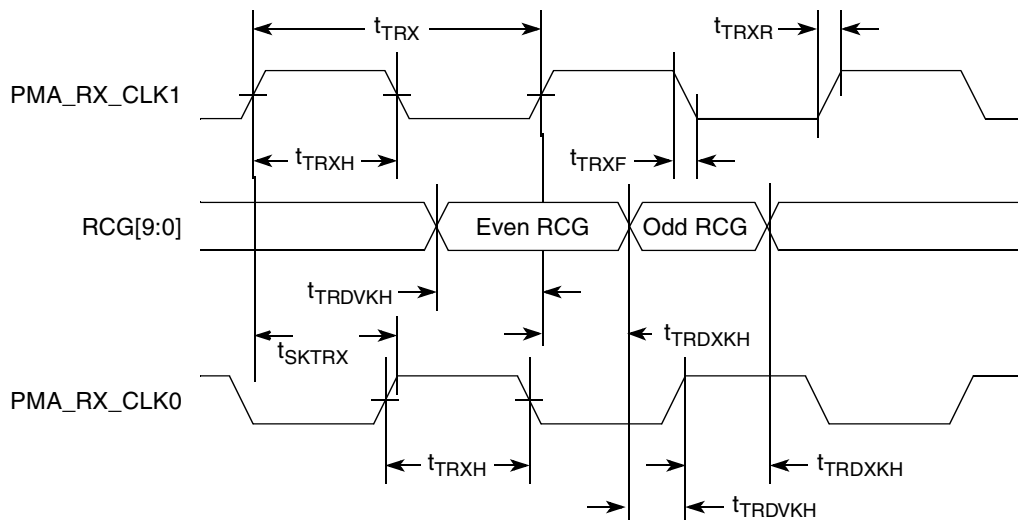 tTRX
tTRXR
PMA_RX_CLK1
tTRXH
tTRXF
RCG[9:0]
Even RCG
Odd RCG
tTRDVKH
tTRDXKH
tSKTRX
PMA_RX_CLK0
tTRXH
tTRDXKH
tTRDVKH